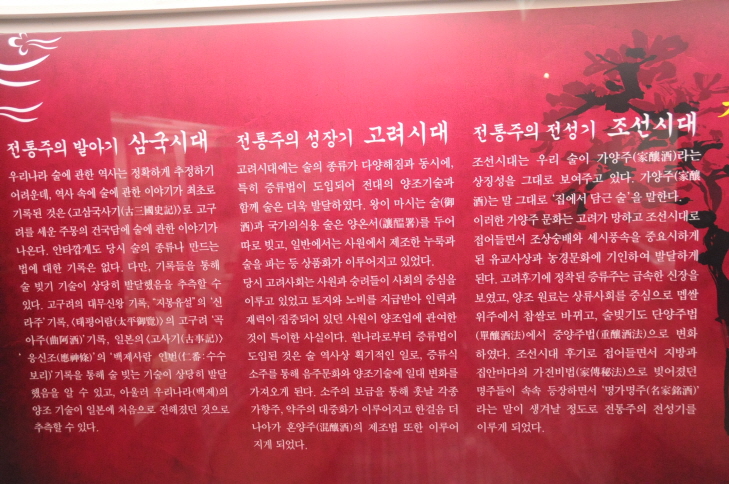 전통주의 발아기 삼국시대
우리나라 술에 관한 역사는 정확하게 추정하기
어려운데, 역사 속에 술에 관한 이야기가 최초로
기록된 것은 〈고삼국사기(古三國史記)〉로 고구
려를 세운 주몽의 건국담에 술에 관한 이야기가
나온다. 안타깝게도 당시 술의 종류나 만드는
법에 대한 기록은 없다. 다만, 기록들을 통해
술 빚기 기술이 상당히 발달했음을 추측할 수
있다. 고구려의 대무신왕 기록, '지봉유설'의 '신
라주' 기록, 〈태평어람(太平御覽)〉의 고구려 '곡
아주(曲阿酒)' 기록, 일본의 〈고사기(古事記)〉
' 응신조(應神條)'의 '백제사람 인번(仁番:수수
보리)' 기록을 통해 술 빚는 기술이 상당히 발달
했음을 알 수 있고, 아울러 우리나라(백제)의
양조 기술이 일본에 처음으로 전해졌던 것으로
추측할 수 있다.
전통주의 성장기 고려시대
고려시대에는 술의 종류가 다양해짐과 동시에,
특히 증류법이 도입되어 전대의 양조기술과
함께 술은 더욱 발달하였다. 왕이 마시는 술(御
酒)과 국가의식용 술은 양온서(讓醞署)를 두어
따로 빚고, 일반에서는 사원에서 제조한 누룩과
술을 파는 등 상품화가 이루어지고 있었다.
당시 고려사회는 사원과 승려들이 사회의 중심을
이루고 있었고 토지와 노비를 지급받아 인력과
재력이 집중되어 있던 사원이 양조업에 관여한
것이 특이한 사실이다. 원나라로부터 증류법이
도입된 것은 술 역사상 획기적인 일로, 증류식
소주를 통해 음주문화와 양조기술에 일대 변화를
가져오게 된다. 소주의 보급을 통해 훗날 각종
가향주, 약주의 대중화가 이루어지고 한걸음 더
나아가 혼양주(混釀酒)의 제조법 또한 이루어
지게 되었다.
전통주의 전성기 조선시대
조선시대는 우리 술이 가양주(家釀酒)라는
상징성을 그대로 보여주고 있다. 가양주(家釀
酒)는 말 그대로 '집에서 담근 술'을 말한다.
이러한 가양주 문화는 고려가 망하고 조선시대로
접어들면서 조상숭배와 세시풍속을 중요시하게
된 유교사상과 농경문화에 기인하여 발달하게
된다. 고려후기에 정착된 증류주는 급속한 신장을
보였고, 양조 원료는 상류사회를 중심으로 멥쌀
위주에서 찹쌀로 바뀌고, 술빚기도 단양주법
(單釀酒法)에서 중양주법(重釀酒法)으로 변화
하였다. 조선시대 후기로 접어들면서 지방과
집안마다의 가전비법(家傳秘法)으로 빚어졌던
명주들이 속속 등장하면서 '명가명주(名家銘酒)'
라는 말이 생겨날 정도로 전통주의 전성기를
이루게 되었다.